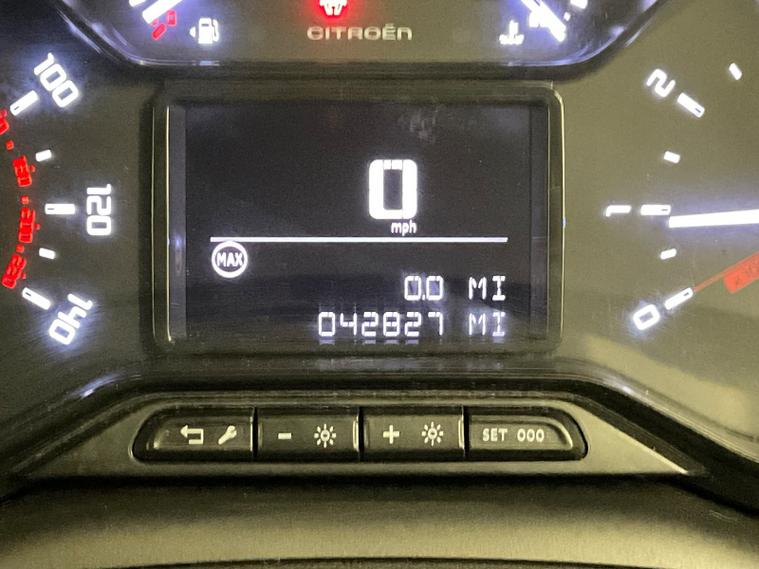 CITROËN
100
120
140
0
mph
MAX
0.0 MI
042827 MI
2
1
0
- +
SET 000